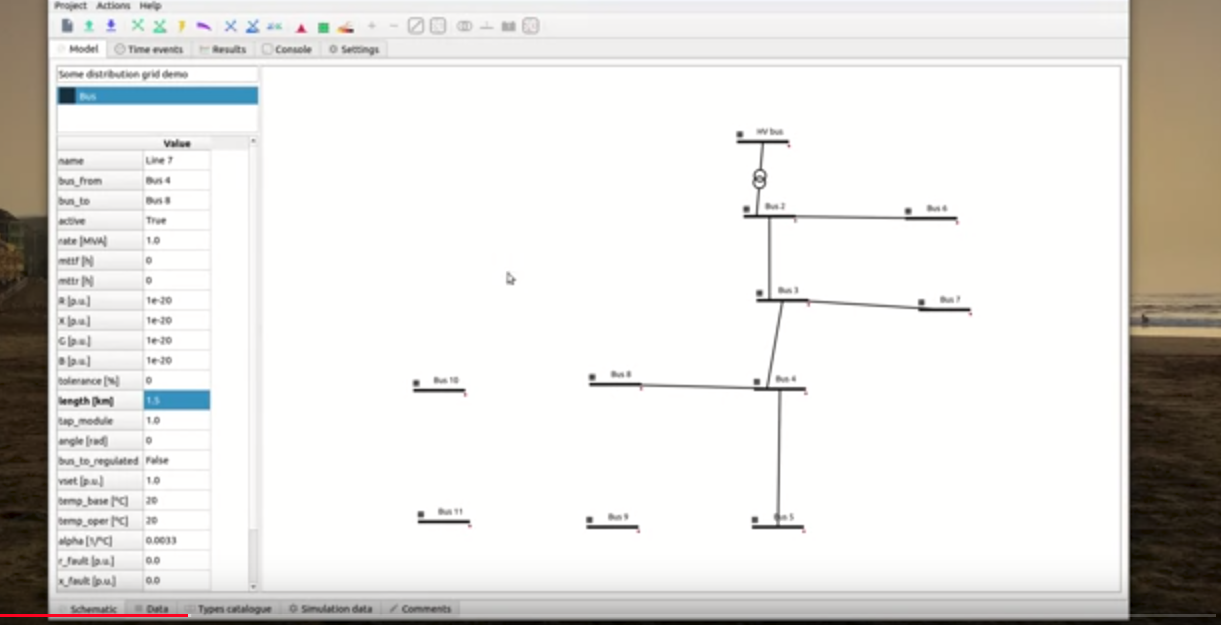 Project Actions Help
Model Time events Results Console Settings
Some distribution grid demo
Bus
Value
name Line 7
bus_from Bus 4
bus_to Bus 8
active True
rate [MVA] 1.0
mttf [h] 0
mttr [h] 0
R [p.u.] 1e-20
X [p.u.] 1e-20
G [p.u.] 1e-20
B [p.u.] 1e-20
tolerance [%] 0
length [km] 1.5
tap_module 1.0
angle [rad] 0
bus_to_regulated False
vset [p.u.] 1.0
temp_base [ºC] 20
temp_oper [ºC] 20
alpha [1/ºC] 0.0033
r_fault [p.u.] 0.0
x_fault [p.u.] 0.0
HV bus
Bus 2
Bus 6
Bus 3
Bus 7
Bus 10
Bus 8
Bus 4
Bus 11
Bus 9
Bus 5
Schematic Data Types catalogue Simulation data Comments